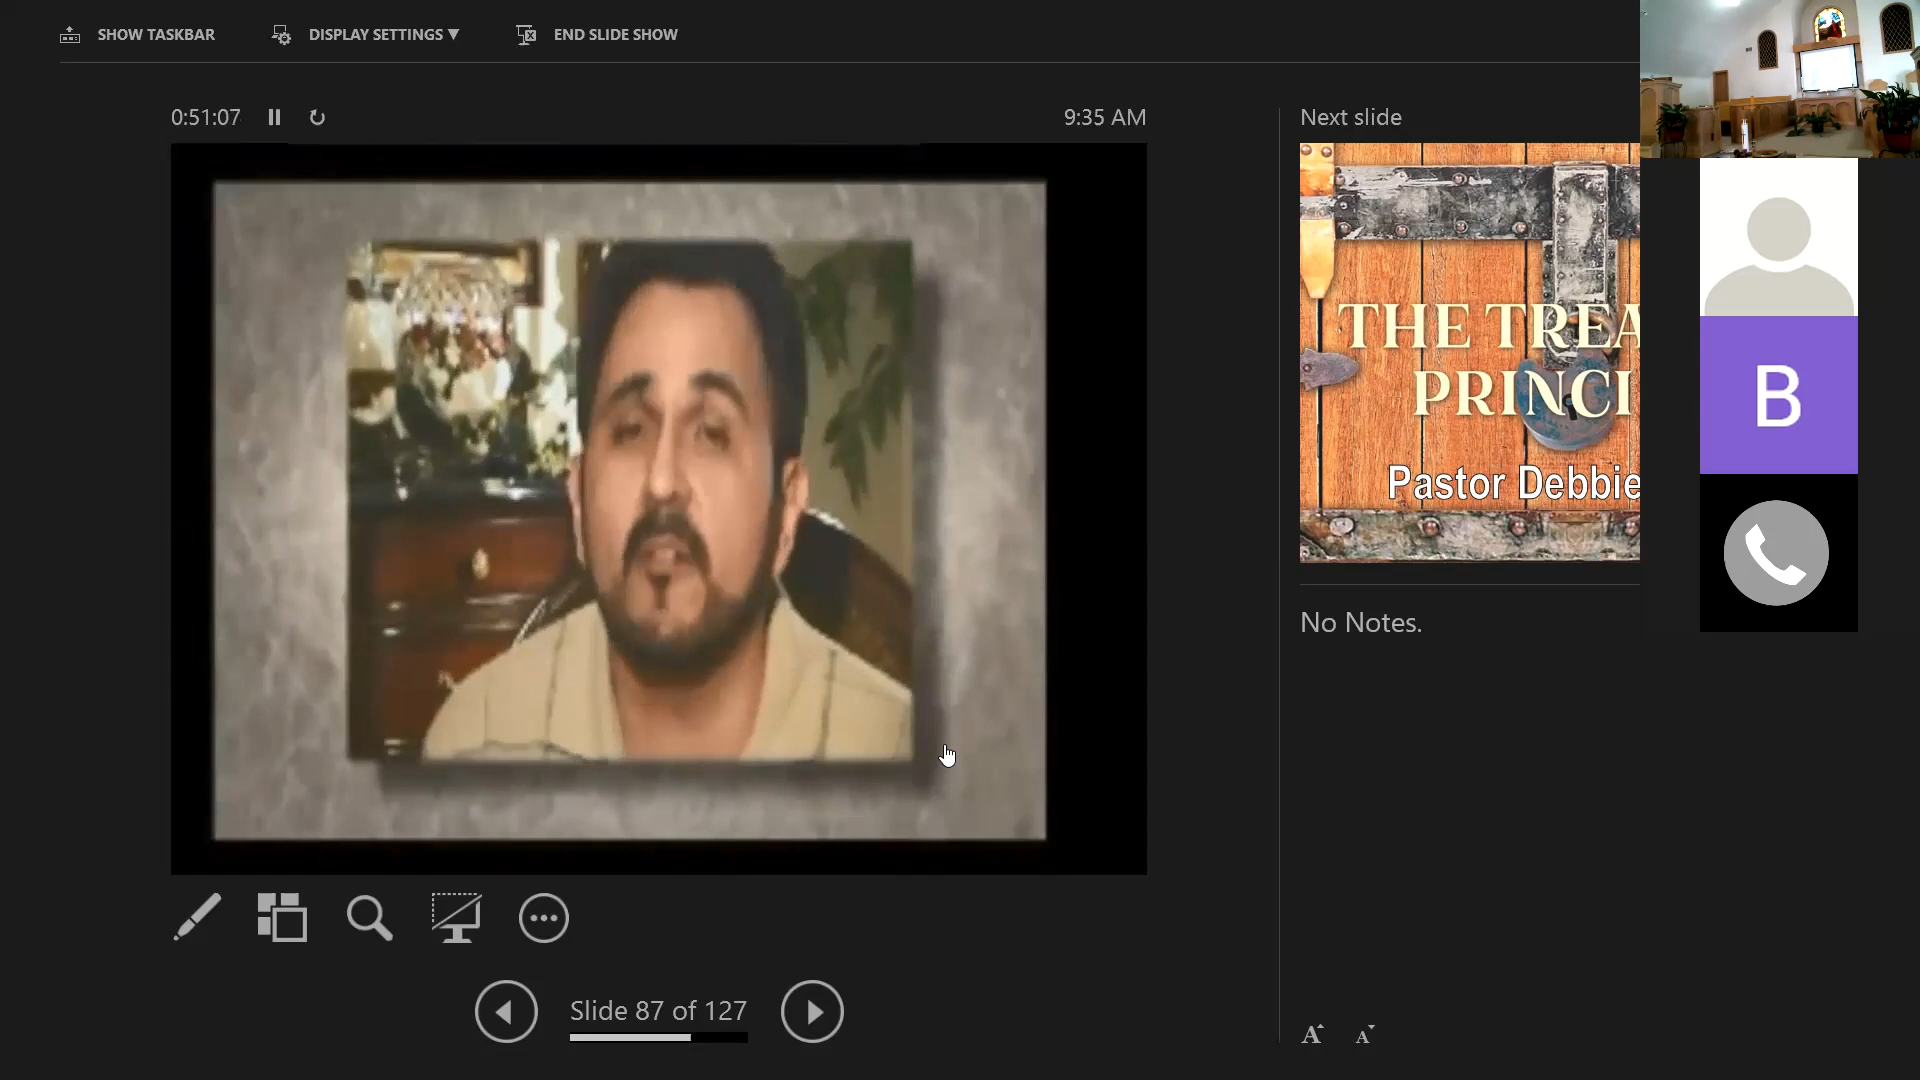 SHOW TASKBAR
DISPLAY SETTINGS ▼
END SLIDE SHOW
0:51:07
9:35 AM
Next slide
THE TREA
PRINCI
Pastor Debbie
B
No Notes.
Slide 87 of 127
A A